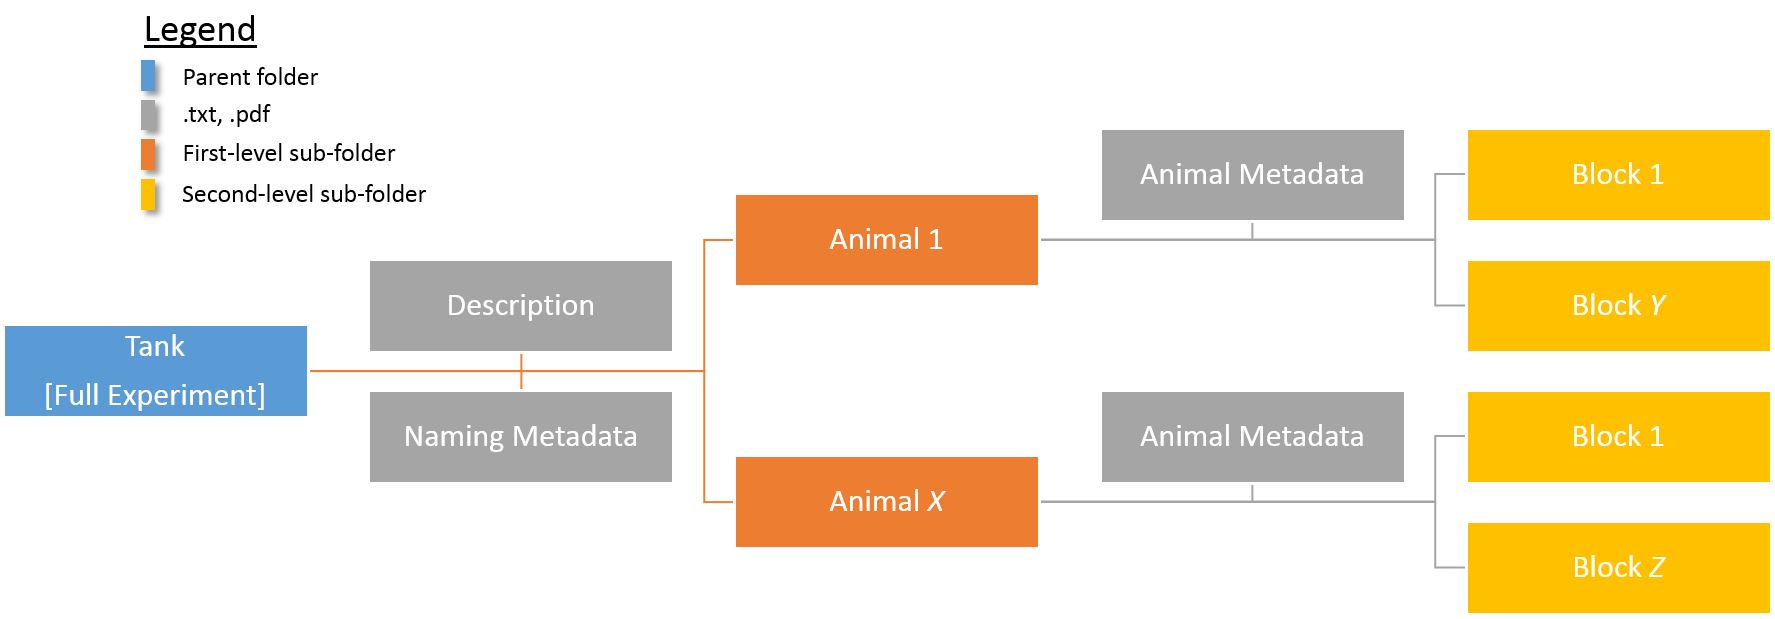 Legend
Parent folder
.txt, .pdf
First-level sub-folder
Second-level sub-folder
Tank
[Full Experiment]
Description
Naming Metadata
Animal 1
Animal Metadata
Block 1
Block Y
Animal X
Animal Metadata
Block 1
Block Z